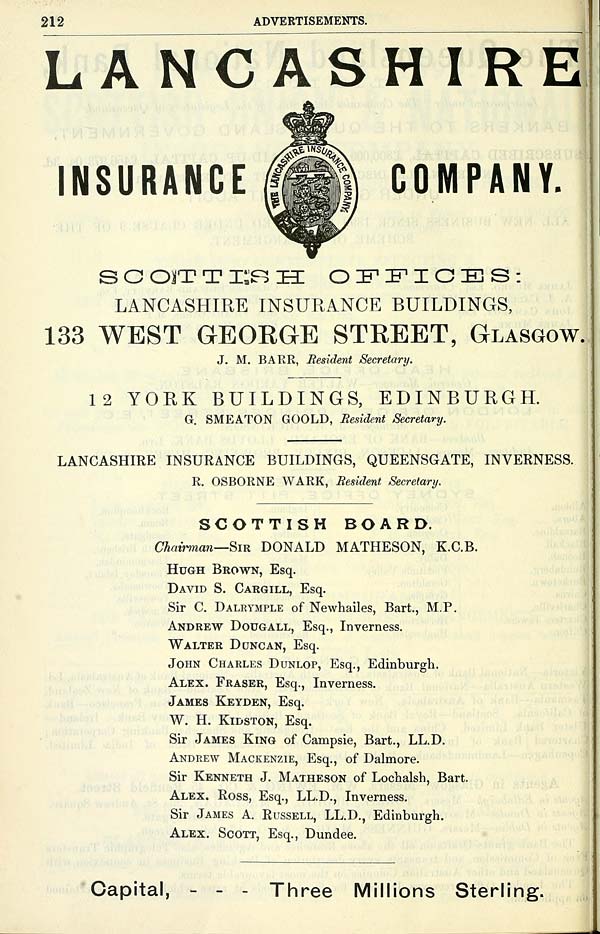 212
ADVERTISEMENTS.
LANCASHIRE
THE LANCASHIRE INSURANCE COMPANY.
INSURANCE COMPANY.
SCOTTISH OFFICES:
LANCASHIRE INSURANCE BUILDINGS,
133 WEST GEORGE STREET, GLASGOW.
J. M. BARR, Resident Secretary.
12 YORK BUILDINGS, EDINBURGH.
G. SMEATON GOOLD, Resident Secretary.
LANCASHIRE INSURANCE BUILDINGS, QUEENSGATE, INVERNESS.
R. OSBORNE WARK, Resident Secretary.
SCOTTISH BOARD.
Chairman—SIR DONALD MATHESON, K.C.B.
HUGH BROWN, Esq.
DAVID S. CARGILL, Esq.
Sir C. DALRYMPLE of Newhailes, Bart., M.P.
ANDREW DOUGALL, Esq., Inverness.
WALTER DUNCAN, Esq.
JOHN CHARLES DUNLOP, Esq., Edinburgh.
ALEX. FRASER, Esq., Inverness.
JAMES KEYDEN, Esq.
W. H. KIDSTON, Esq.
Sir JAMES KING of Campsie, Bart., LL.D.
ANDREW MACKENZIE, Esq., of Dalmore.
Sir KENNETH J. MATHESON of Lochalsh, Bart.
ALEX. ROSS, Esq., LL.D., Inverness.
Sir JAMES A. RUSSELL, LL.D., Edinburgh.
ALEX. SCOTT, Esq., Dundee.
Capital, - - - Three Millions Sterling.